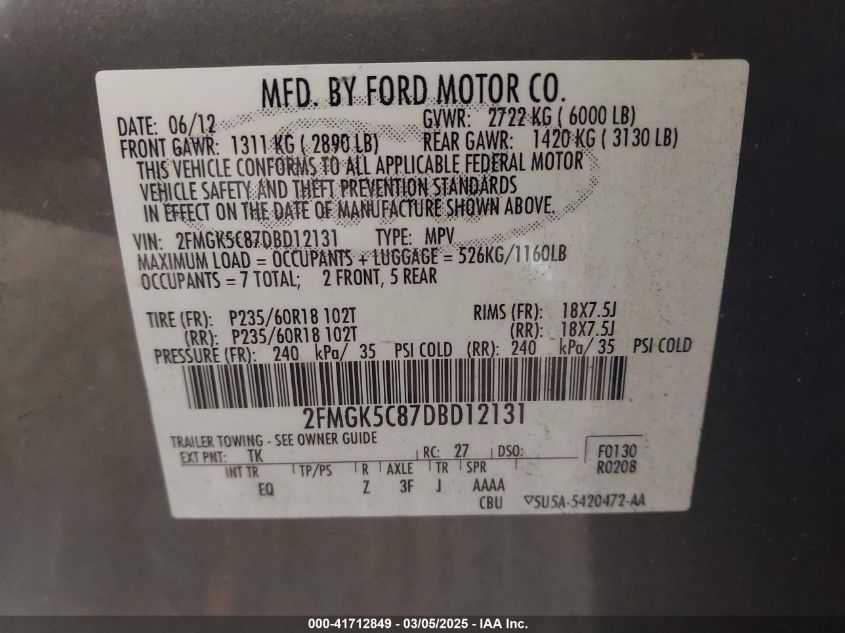 MFD. BY FORD MOTOR CO.
DATE: 06/12 GVWR: 2722 KG ( 6000 LB)
FRONT GAWR: 1311 KG ( 2890 LB) REAR GAWR: 1420 KG ( 3130 LB)
THIS VEHICLE CONFORMS TO ALL APPLICABLE FEDERAL MOTOR
VEHICLE SAFETY AND THEFT PREVENTION STANDARDS
IN EFFECT ON THE DATE OF MANUFACTURE SHOWN ABOVE.
VIN: 2FMGK5C87DBD12131 TYPE: MPV
MAXIMUM LOAD = OCCUPANTS + LUGGAGE = 526KG/1160LB
OCCUPANTS = 7 TOTAL; 2 FRONT, 5 REAR
TIRE (FR): P235/60R18 102T RIMS (FR): 18X7.5J
(RR): P235/60R18 102T (RR): 18X7.5J
PRESSURE (FR): 240 kPa/ 35 PSI COLD (RR): 240 kPa/ 35 PSI COLD
2FMGK5C87DBD12131
TRAILER TOWING - SEE OWNER GUIDE
EXT PNT: TK RC: 27 DSO: F0130
INT TR TP/PS R AXLE TR SPR R0208
EQ Z 3F J AAAA
CBU ▽5U5A-5420472-AA
000-41712849 - 03/05/2025 - IAA Inc.